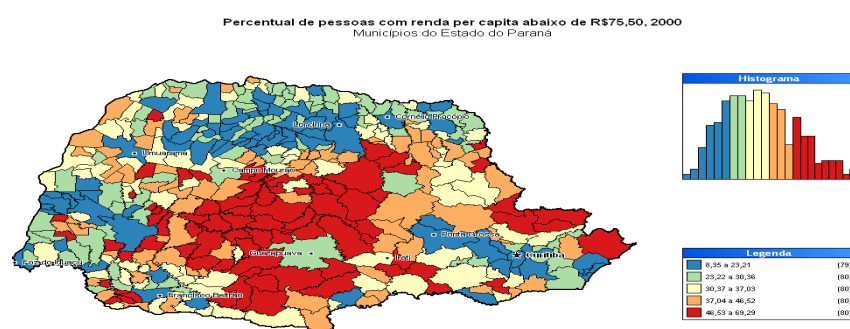 Percentual de pessoas com renda per capita abaixo de R$75,50, 2000
Municípios do Estado do Paraná
Histograma
Cornélio Procópio
Londrina
Umuarama
Campo Mourão
Ponta Grossa
Guarapuava
Irati
Curitiba
Foz do Iguaçu
Francisco Beltrão
Legenda
8,35 a 23,21 (79)
23,22 a 30,36 (80)
30,37 a 37,03 (80)
37,04 a 46,52 (80)
46,53 a 69,29 (80)